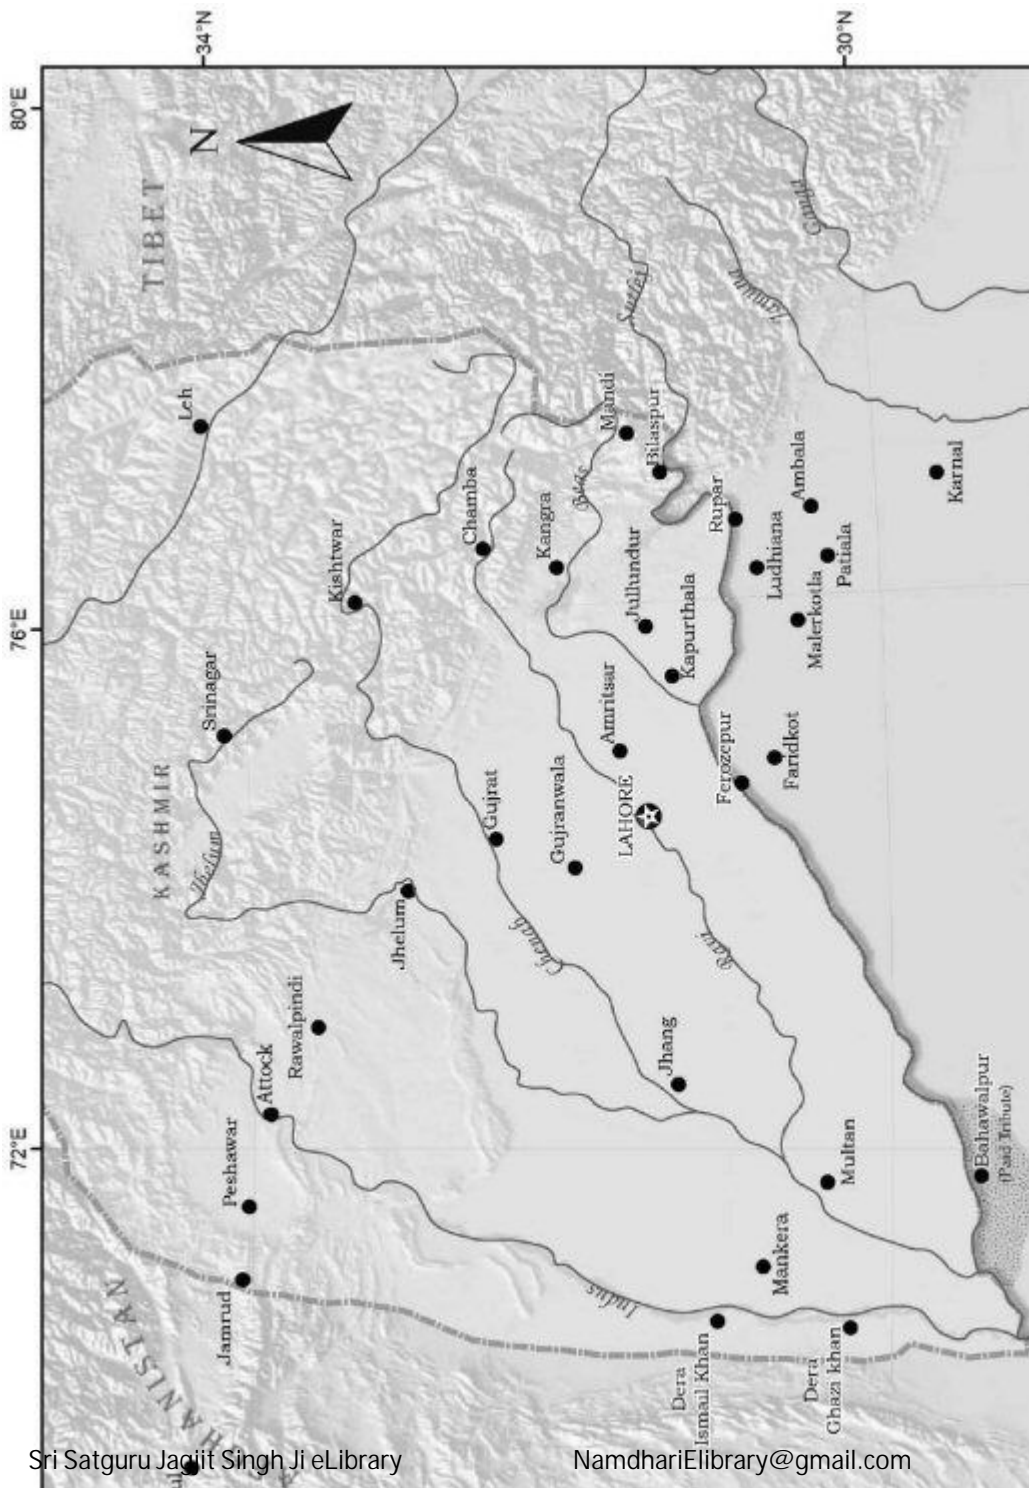 80°E
76°E
72°E
34°N
30°N
N
TIBET
KASHMIR
Leh
Kishtwar
Srinagar
Jhelum
Chamba
Kangra
Beas
Mandi
Bilaspur
Sutlej
Ganga
Rupar
Jullundur
Kapurthala
Ludhiana
Ambala
Malerkotla
Patiala
Karnal
Amritsar
LAHORE
Ferozepur
Faridkot
Gujrat
Gujranwala
Jhelum
Chenab
Ravi
Rawalpindi
Attock
Peshawar
Jamrud
Jhang
Multan
Mankera
Bahawalpur
(Paid Tribute)
Indus
Dera
Ismail Khan
Dera
Ghazi khan
HANISTAN
Sri Satguru Jagjit Singh Ji eLibrary
NamdhariElibrary@gmail.com